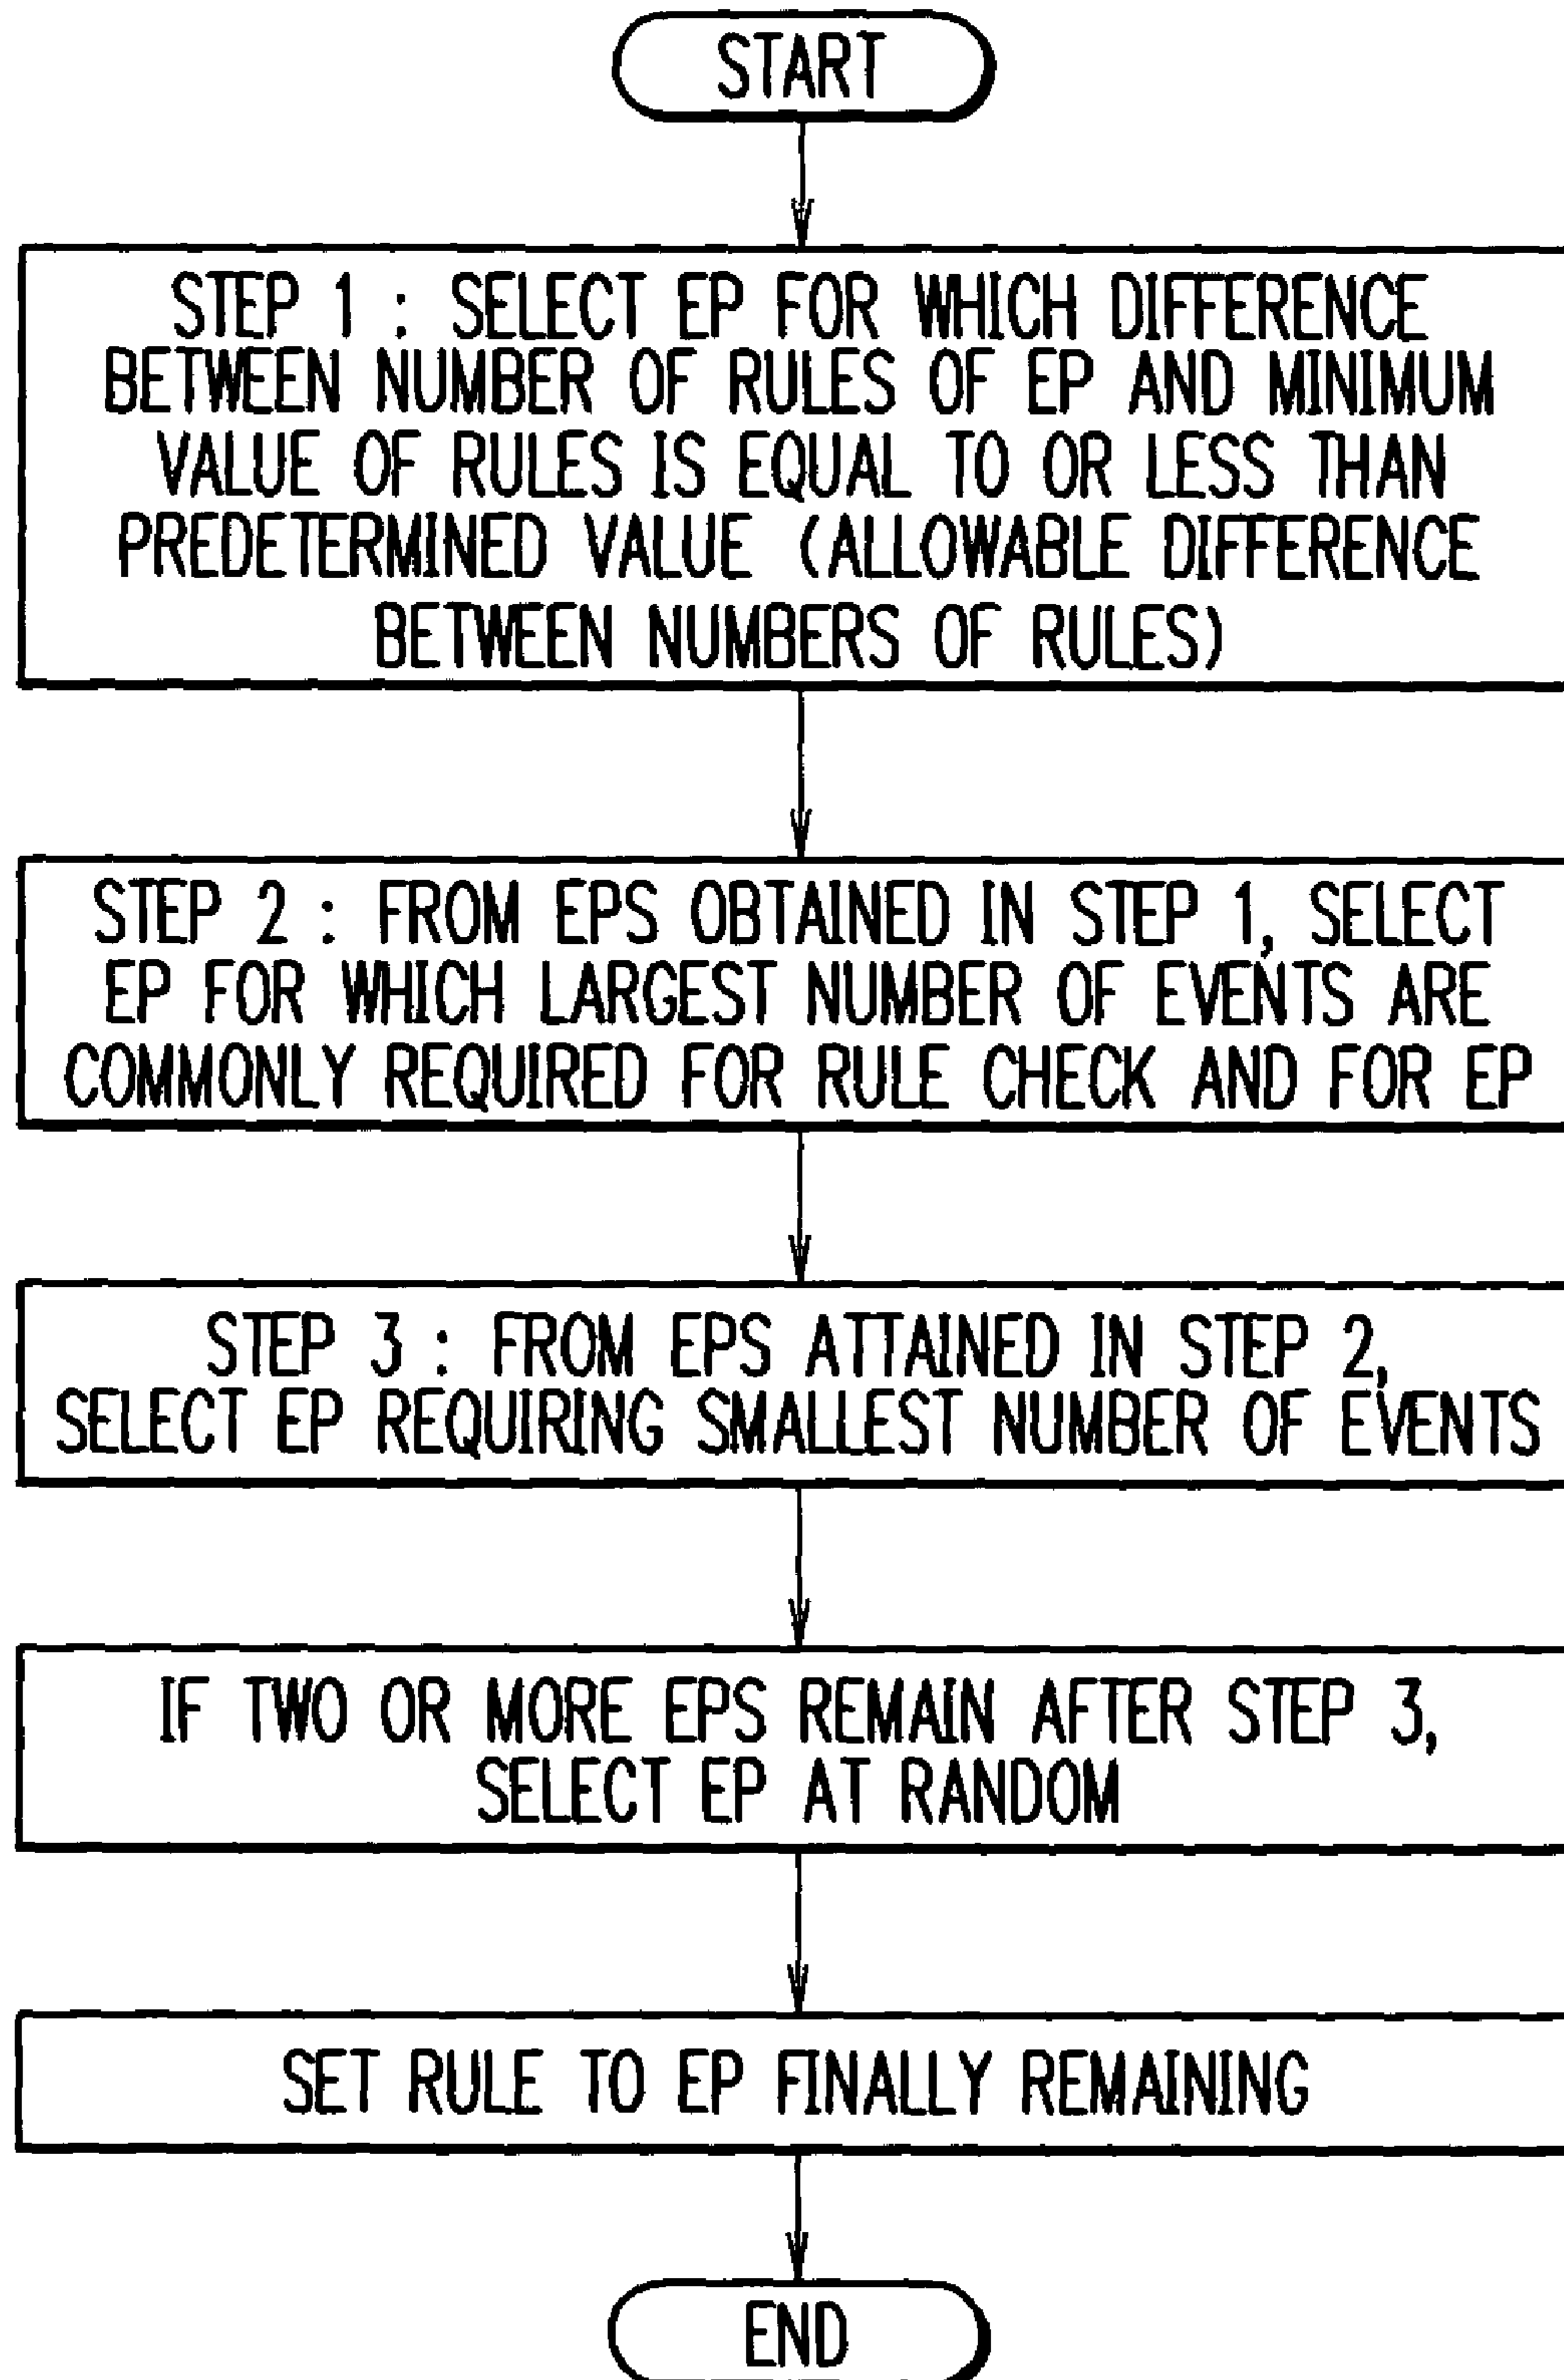 START
STEP 1 : SELECT EP FOR WHICH DIFFERENCE
BETWEEN NUMBER OF RULES OF EP AND MINIMUM
VALUE OF RULES IS EQUAL TO OR LESS THAN
PREDETERMINED VALUE (ALLOWABLE DIFFERENCE
BETWEEN NUMBERS OF RULES)
STEP 2 : FROM EPS OBTAINED IN STEP 1, SELECT
EP FOR WHICH LARGEST NUMBER OF EVENTS ARE
COMMONLY REQUIRED FOR RULE CHECK AND FOR EP
STEP 3 : FROM EPS ATTAINED IN STEP 2,
SELECT EP REQUIRING SMALLEST NUMBER OF EVENTS
IF TWO OR MORE EPS REMAIN AFTER STEP 3,
SELECT EP AT RANDOM
SET RULE TO EP FINALLY REMAINING
END